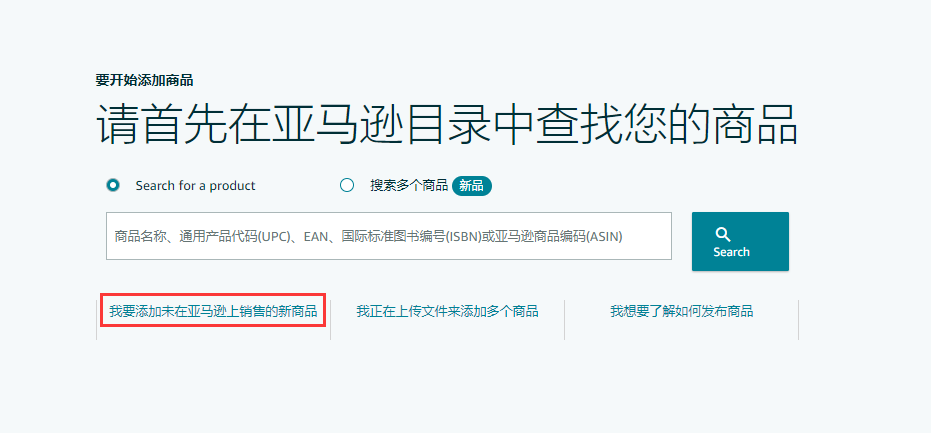 要开始添加商品
请首先在亚马逊目录中查找您的商品
Search for a product
搜索多个商品 新品
商品名称、通用产品代码(UPC)、EAN、国际标准图书编号(ISBN)或亚马逊商品编码(ASIN)
Search
我要添加未在亚马逊上销售的新商品
我正在上传文件来添加多个商品
我想要了解如何发布商品